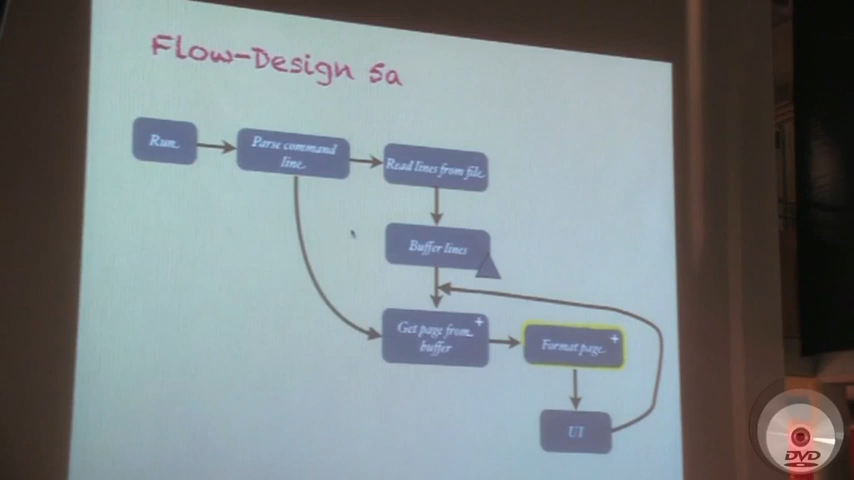 Flow-Design 5a
Run
Parse command
line
Read lines from file
Buffer lines
Get page from
buffer
+
Format page
+
UI
DVD